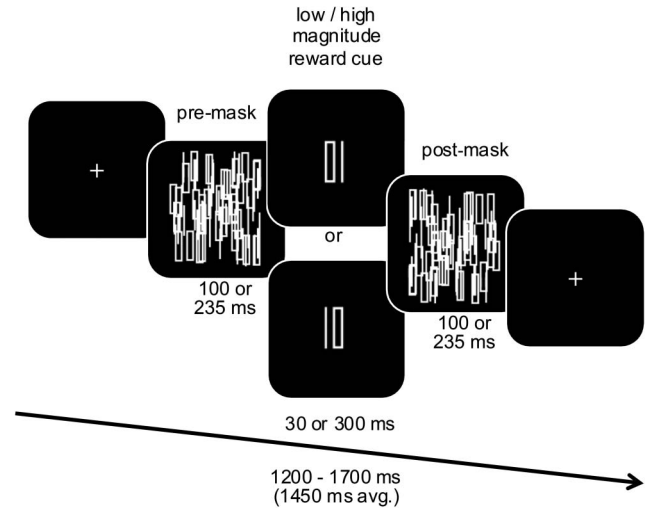 low / high
magnitude
reward cue
pre-mask
post-mask
or
100 or
235 ms
100 or
235 ms
30 or 300 ms
1200 - 1700 ms
(1450 ms avg.)